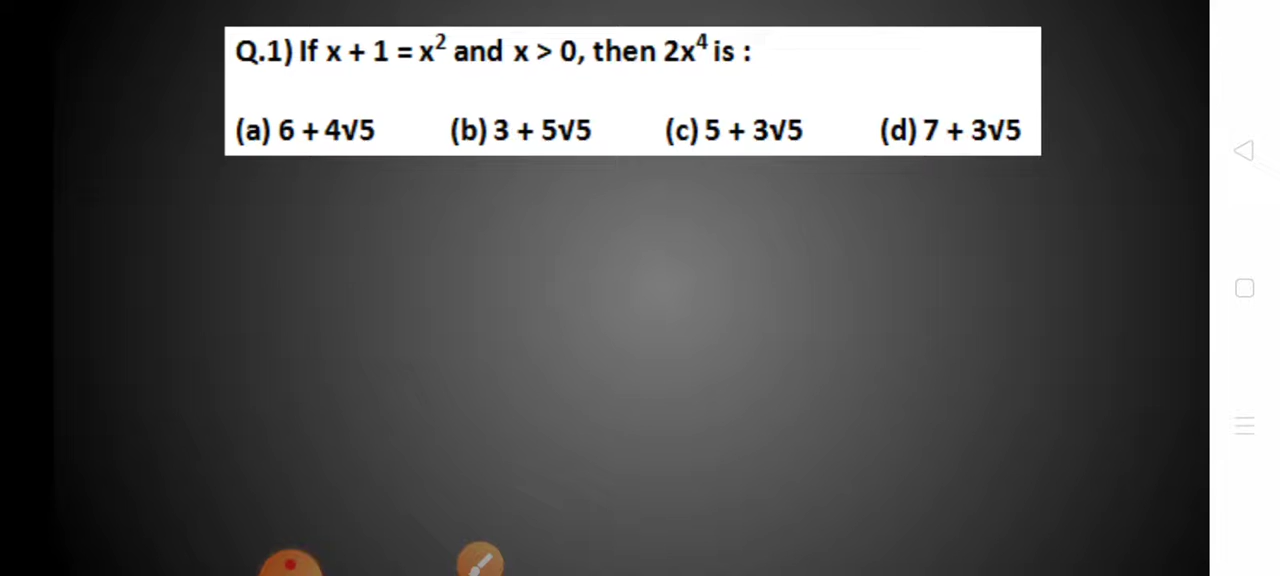 Q.1) If x + 1 = x² and x > 0, then 2x⁴ is :
(a) 6 + 4√5 (b) 3 + 5√5 (c) 5 + 3√5 (d) 7 + 3√5